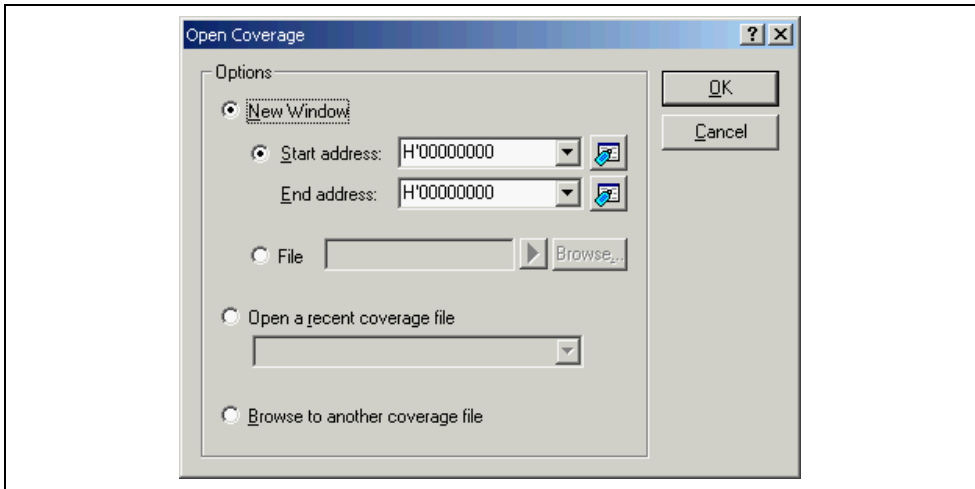 Open Coverage
Options
New Window
Start address: H'00000000
End address: H'00000000
File Browse...
Open a recent coverage file
Browse to another coverage file
OK
Cancel